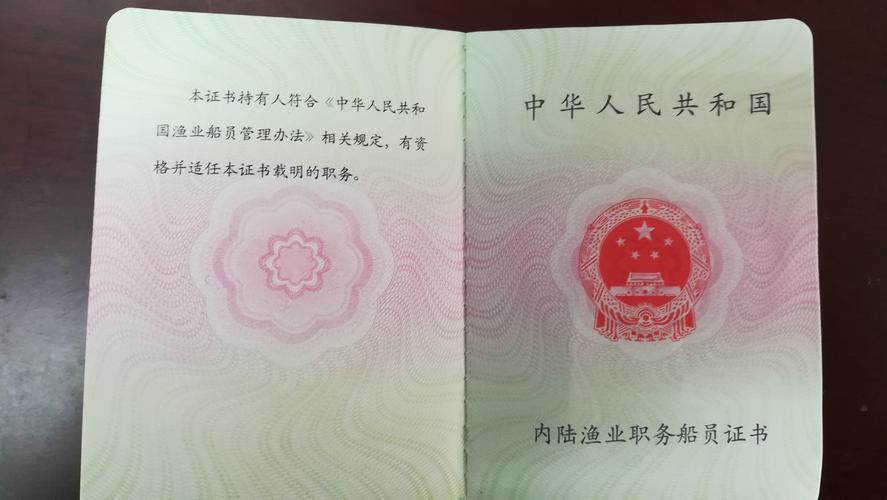 本证书持有人符合《中华人民共和
国渔业船员管理办法》相关规定，有资
格并适任本证书载明的职务。
中华人民共和国
内陆渔业职务船员证书